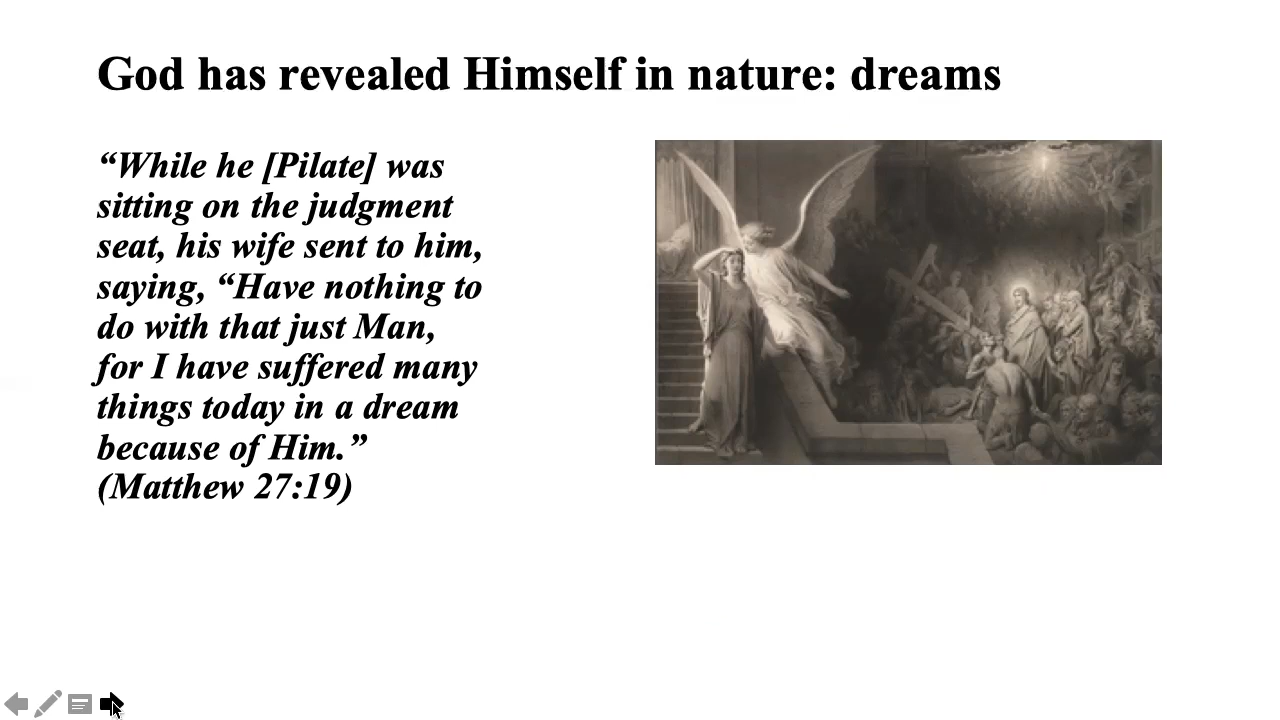 God has revealed Himself in nature: dreams
“While he [Pilate] was
sitting on the judgment
seat, his wife sent to him,
saying, “Have nothing to
do with that just Man,
for I have suffered many
things today in a dream
because of Him.”
(Matthew 27:19)